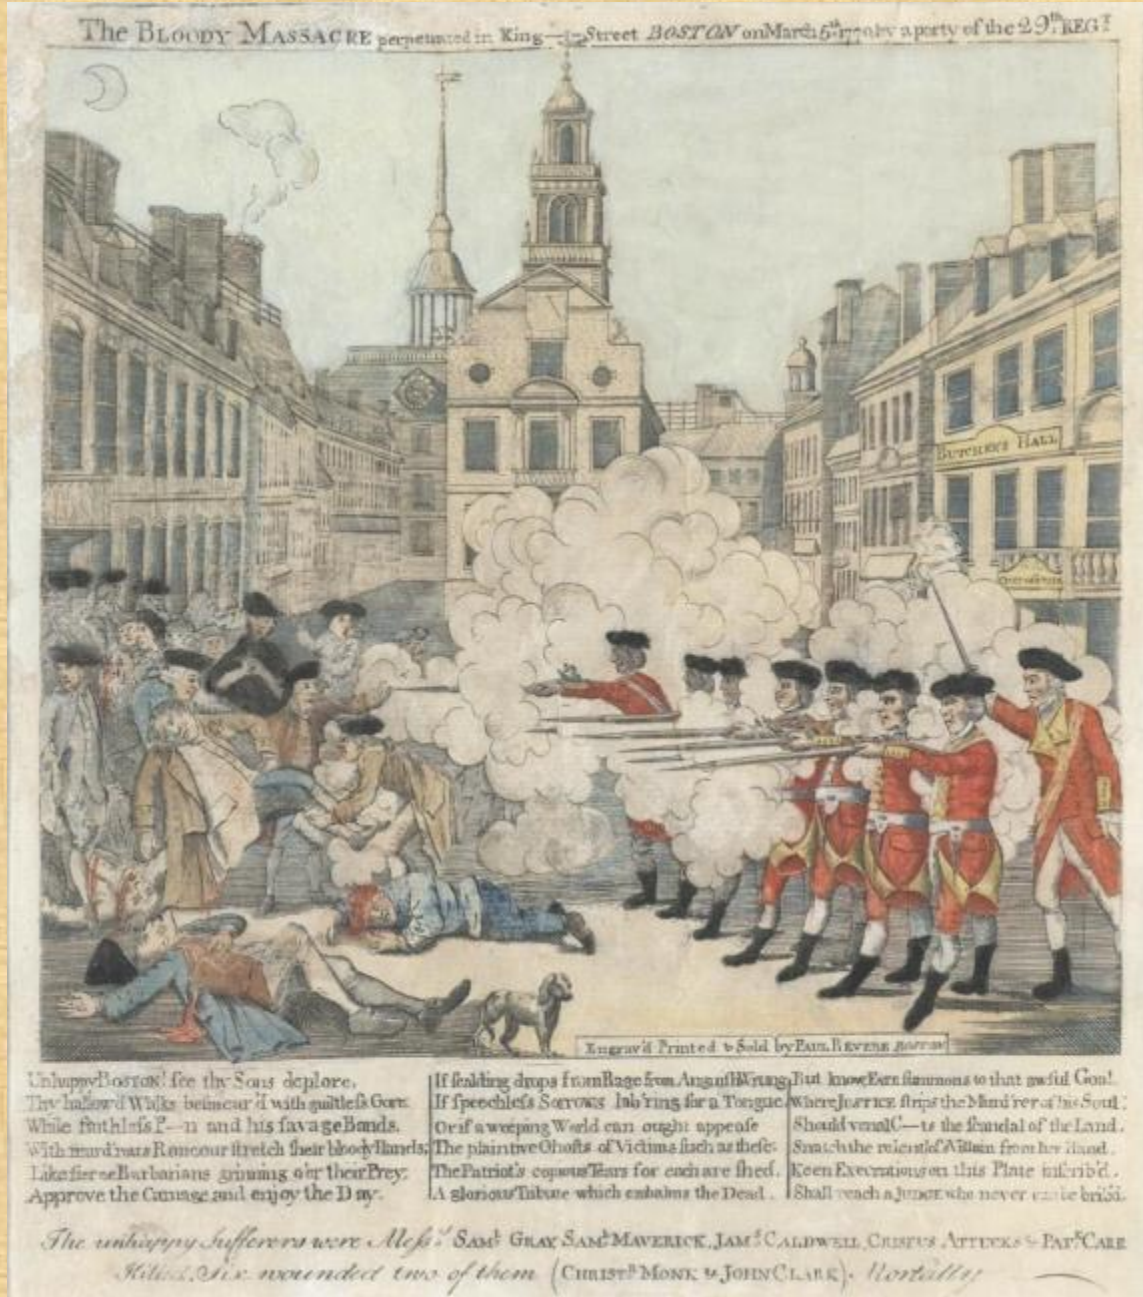 The BLOODY MASSACRE perpetrated in King Street BOSTON on March 5th 1770 by a party of the 29th REGT
BUTCHER'S HALL
CUSTOM HOUSE
Engrav'd Printed & Sold by PAUL REVERE BOSTON
Unhappy BOSTON! see thy Sons deplore,
Thy hallow'd Walks besmear'd with guiltless Gore:
While faithless P—n and his savage Bands,
With murd'rous Rancour stretch their bloody Hands;
Like fierce Barbarians grinning o'er their Prey,
Approve the Carnage and enjoy the Day.
If scalding drops from Rage from Anguish Wrung
If speechless Sorrows lab'ring for a Tongue,
Or if a weeping World can ought appease
The plaintive Ghosts of Victims such as these;
The Patriot's copious Tears for each are shed,
A glorious Tribute which embalms the Dead.
But know, FATE summons to that awful Goal,
Where JUSTICE strips the Murd'rer of his Soul:
Should venal C—ts the scandal of the Land,
Snatch the relentless Villain from her Hand,
Keen Execrations on this Plate inscrib'd,
Shall reach a JUDGE who never can be brib'd.
The unhappy Sufferers were Messs SAML GRAY SAML MAVERICK, JAMS CALDWELL, CRISPUS ATTUCKS & PATK CARR
Killed. Six wounded two of them (CHRISTR MONK & JOHN CLARK) Mortally